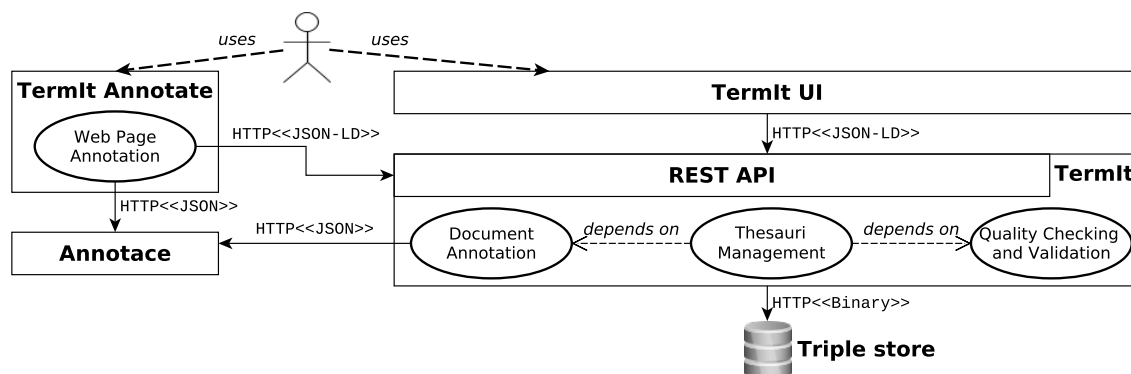 uses
uses
TermIt Annotate
TermIt UI
Web Page
Annotation
HTTP<<JSON-LD>>
HTTP<<JSON-LD>>
REST API
TermIt
HTTP<<JSON>>
HTTP<<JSON>>
Annotace
Document
Annotation
depends on
Thesauri
Management
depends on
Quality Checking
and Validation
HTTP<<Binary>>
Triple store